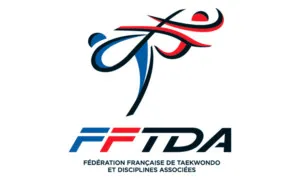 FFTDA
FÉDÉRATION FRANÇAISE DE TAEKWONDO
ET DISCIPLINES ASSOCIÉES